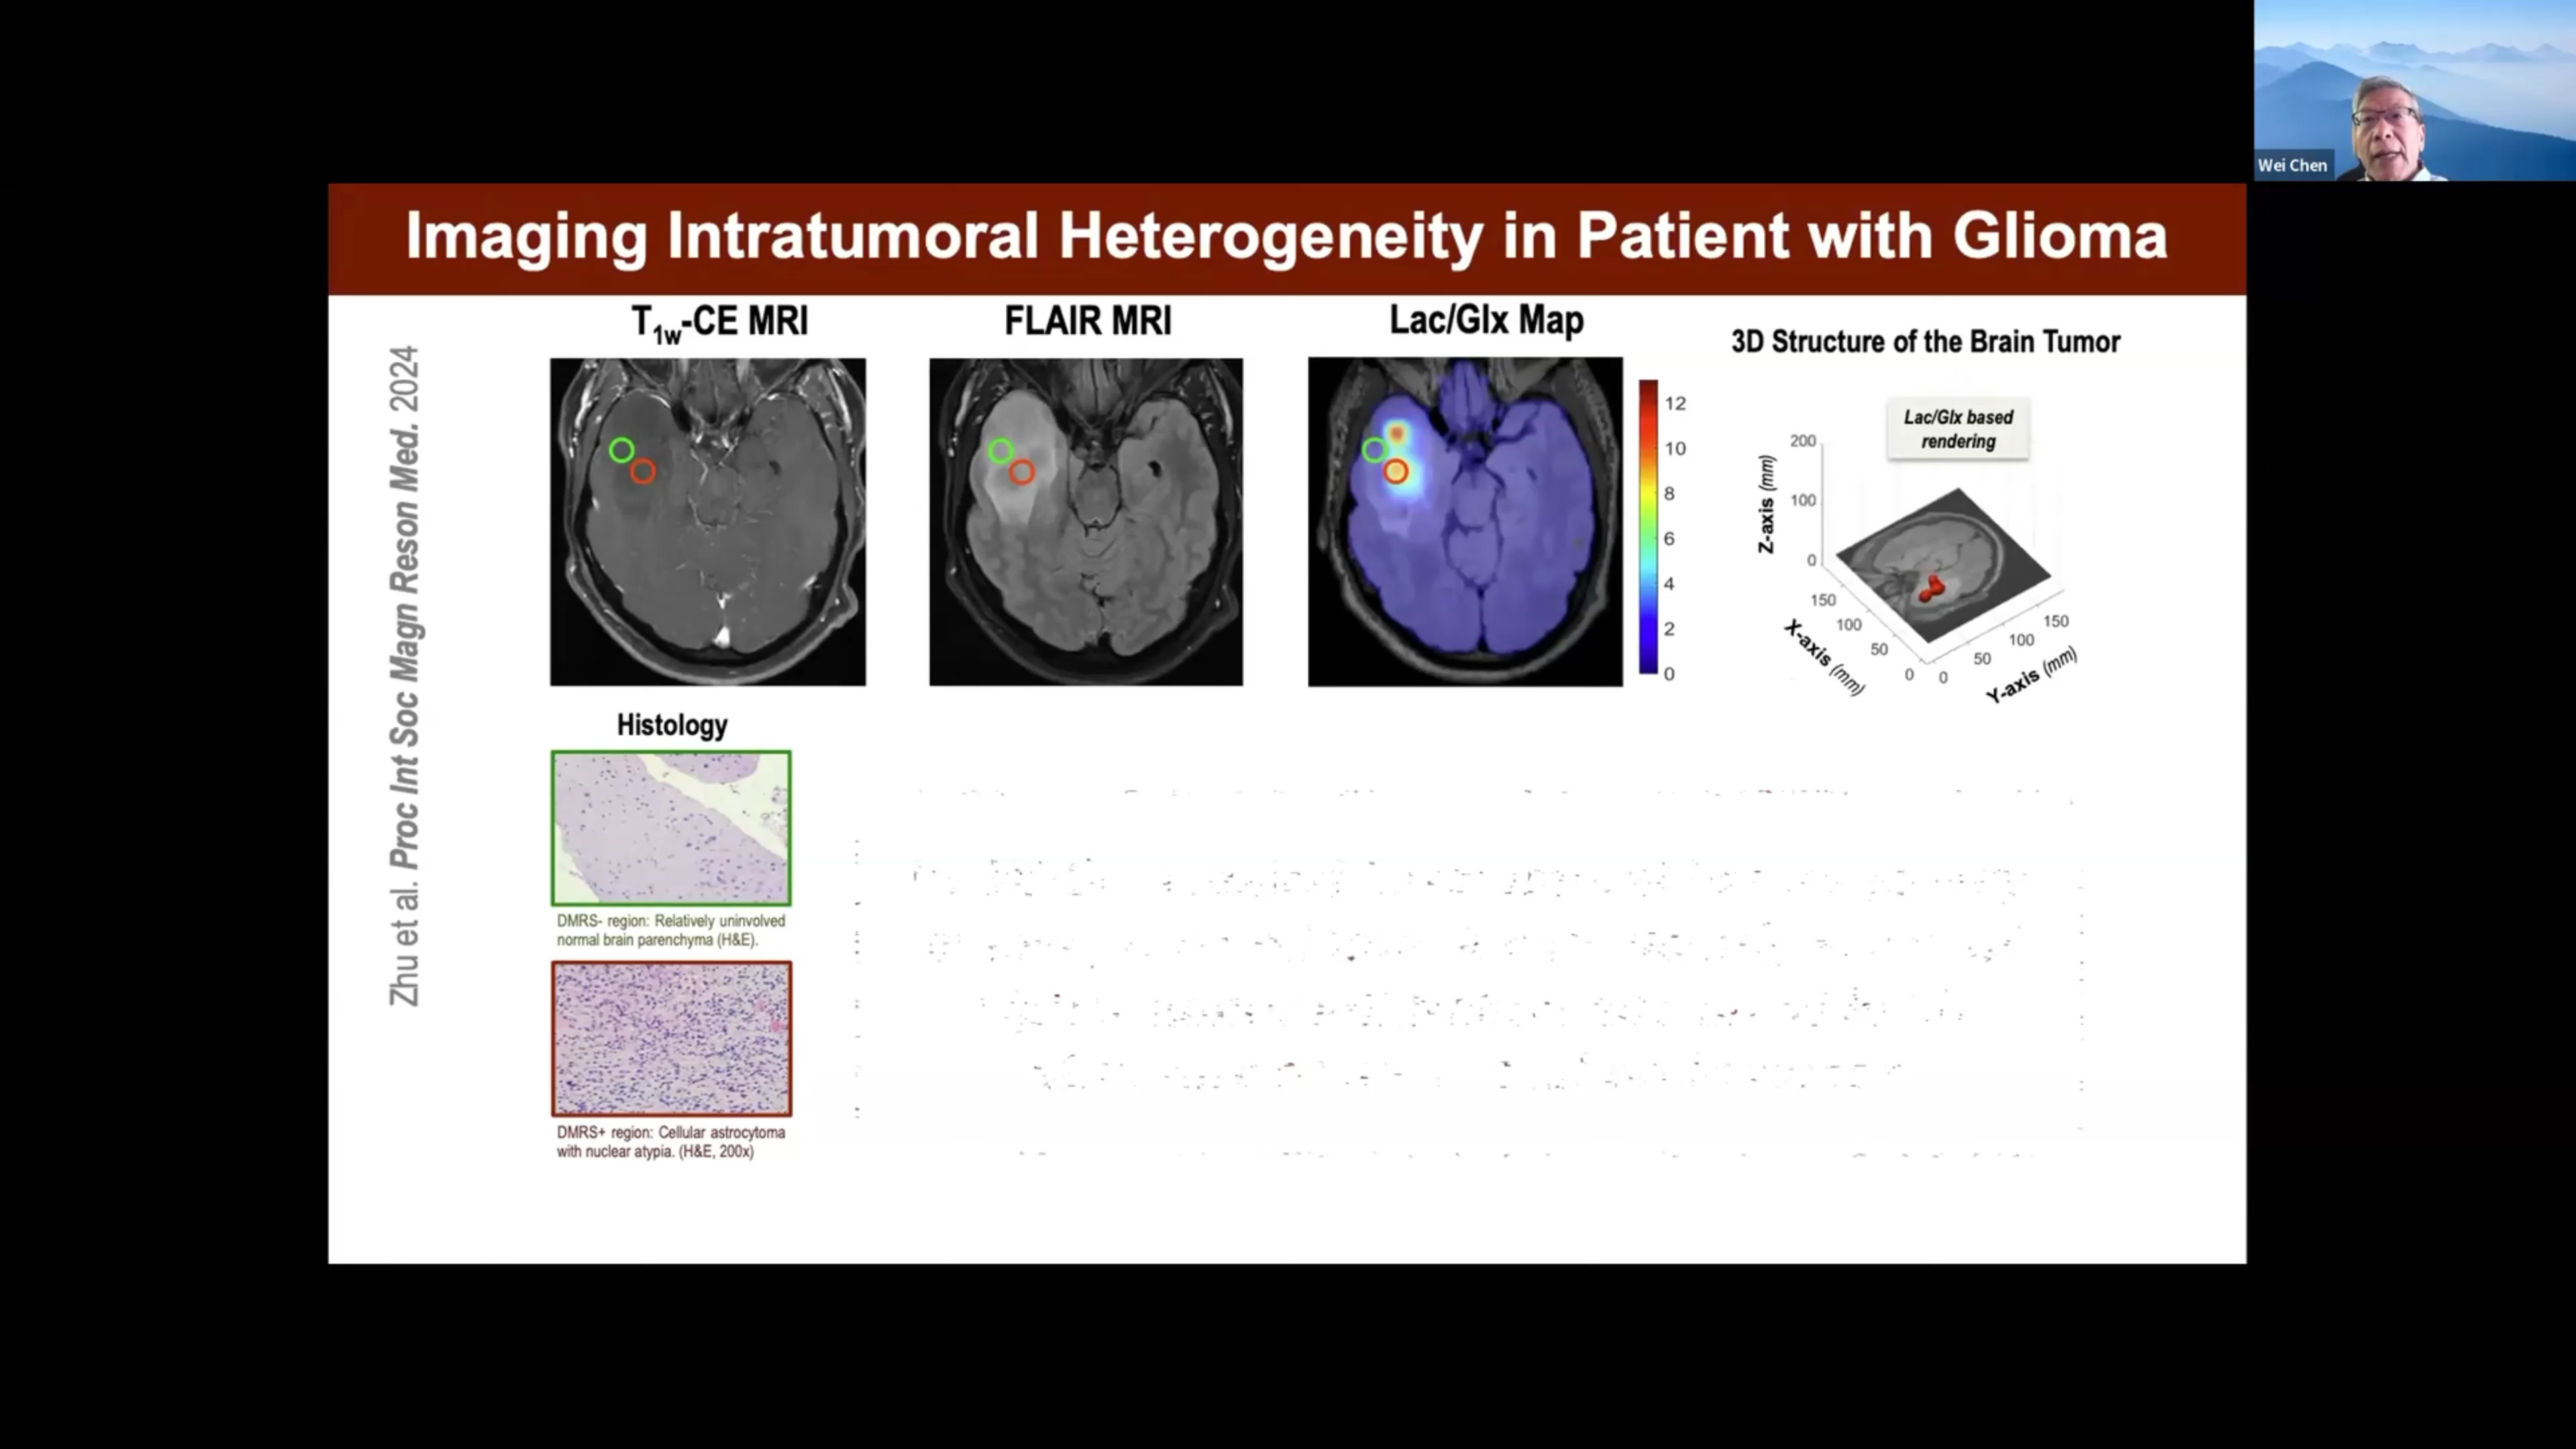 Wei Chen
Imaging Intratumoral Heterogeneity in Patient with Glioma
Zhu et al. Proc Int Soc Magn Reson Med. 2024
T1w-CE MRI
FLAIR MRI
Lac/Glx Map
12
10
8
6
4
2
0
3D Structure of the Brain Tumor
Lac/Glx based
rendering
Z-axis (mm)
200
100
0
X-axis (mm)
150
100
50
0
Y-axis (mm)
0
50
100
150
Histology
DMRS- region: Relatively uninvolved
normal brain parenchyma (H&E).
DMRS+ region: Cellular astrocytoma
with nuclear atypia. (H&E, 200x)